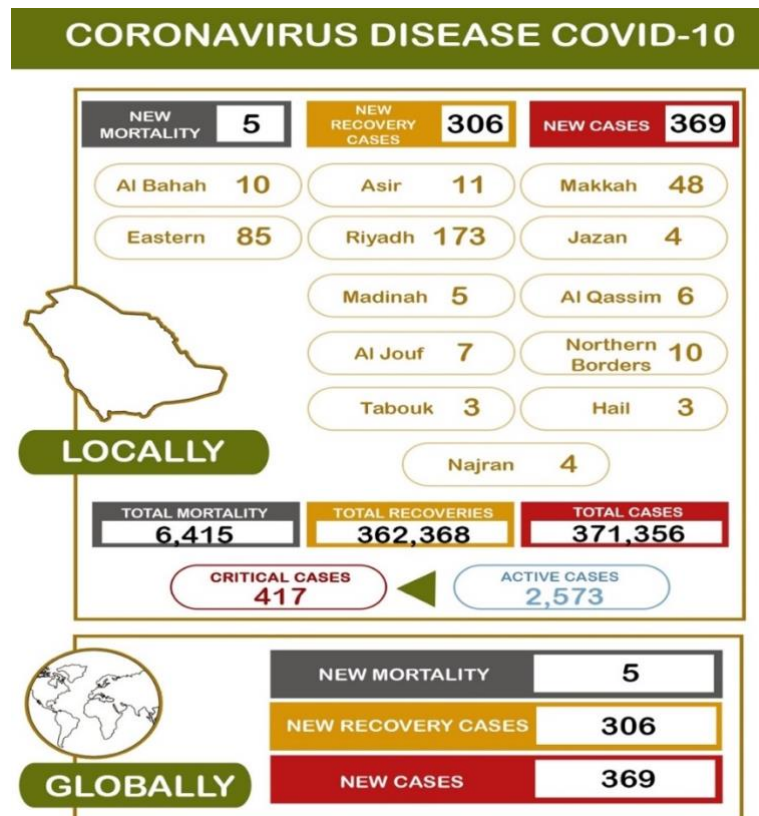 CORONAVIRUS DISEASE COVID-10
NEW
MORTALITY
5
NEW
RECOVERY
CASES
306
NEW CASES
369
Al Bahah 10
Asir 11
Makkah 48
Eastern 85
Riyadh 173
Jazan 4
Madinah 5
Al Qassim 6
Al Jouf 7
Northern
Borders
10
Tabouk 3
Hail 3
LOCALLY
Najran 4
TOTAL MORTALITY
6,415
TOTAL RECOVERIES
362,368
TOTAL CASES
371,356
CRITICAL CASES
417
ACTIVE CASES
2,573
NEW MORTALITY 5
NEW RECOVERY CASES 306
NEW CASES 369
GLOBALLY